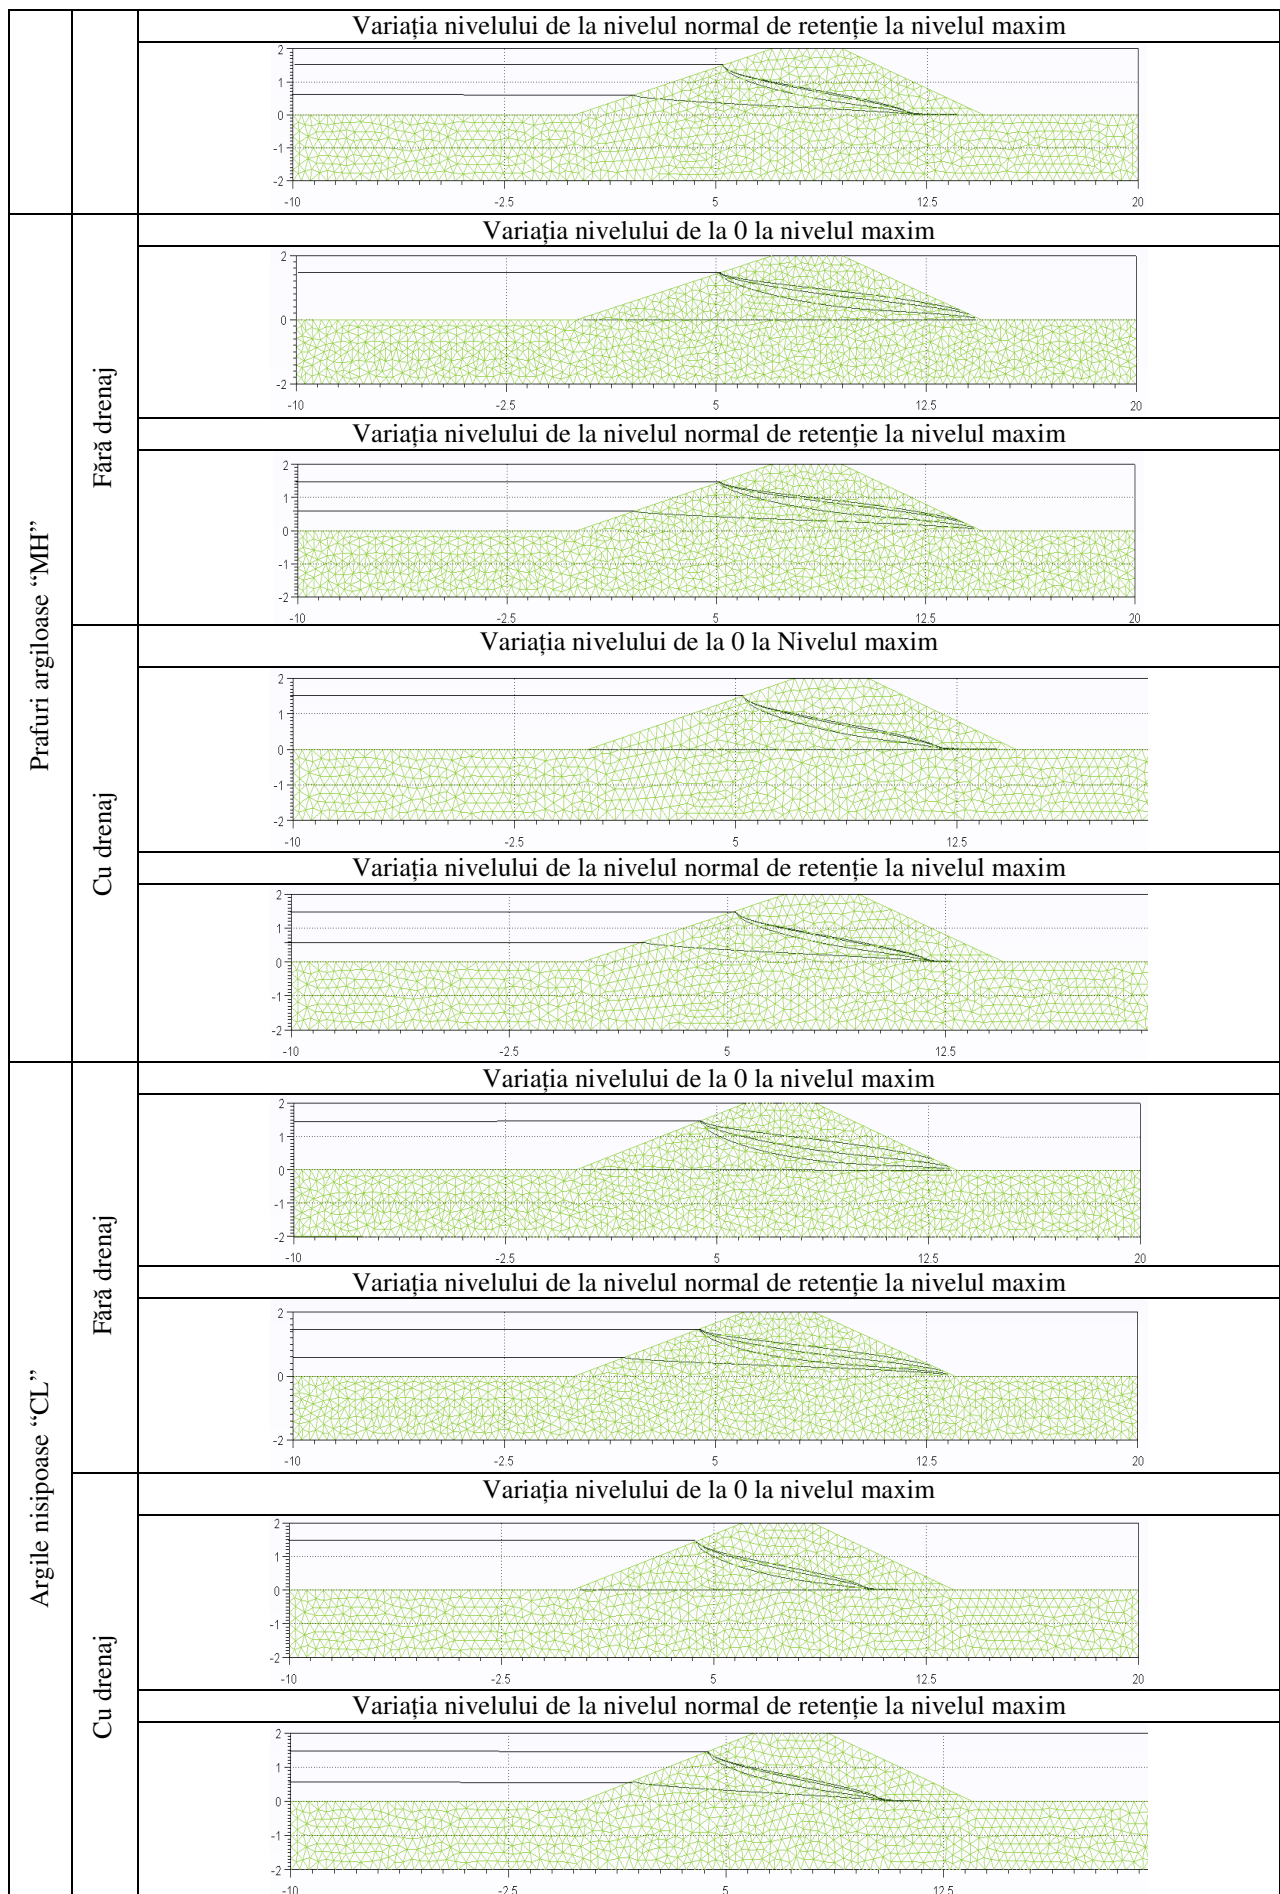 Variația nivelului de la nivelul normal de retenție la nivelul maxim
2
1
0
-1
-2
-10 -2.5 5 12.5 20
Prafuri argiloase “MH”
Fără drenaj
Variația nivelului de la 0 la nivelul maxim
2
0
-2
-10 -2.5 5 12.5 20
Variația nivelului de la nivelul normal de retenție la nivelul maxim
2
1
0
-1
-2
-10 -2.5 5 12.5 20
Cu drenaj
Variația nivelului de la 0 la Nivelul maxim
2
1
0
-1
-2
-10 -2.5 5 12.5
Variația nivelului de la nivelul normal de retenție la nivelul maxim
2
1
0
-1
-2
-10 -2.5 5 12.5
Argile nisipoase “CL”
Fără drenaj
Variația nivelului de la 0 la nivelul maxim
2
1
0
-1
-2
-10 -2.5 5 12.5 20
Variația nivelului de la nivelul normal de retenție la nivelul maxim
2
1
0
-1
-2
-10 -2.5 5 12.5 20
Cu drenaj
Variația nivelului de la 0 la nivelul maxim
2
1
0
-1
-2
-10 -2.5 5 12.5 20
Variația nivelului de la nivelul normal de retenție la nivelul maxim
2
1
0
-1
-2
-10 -2.5 5 12.5